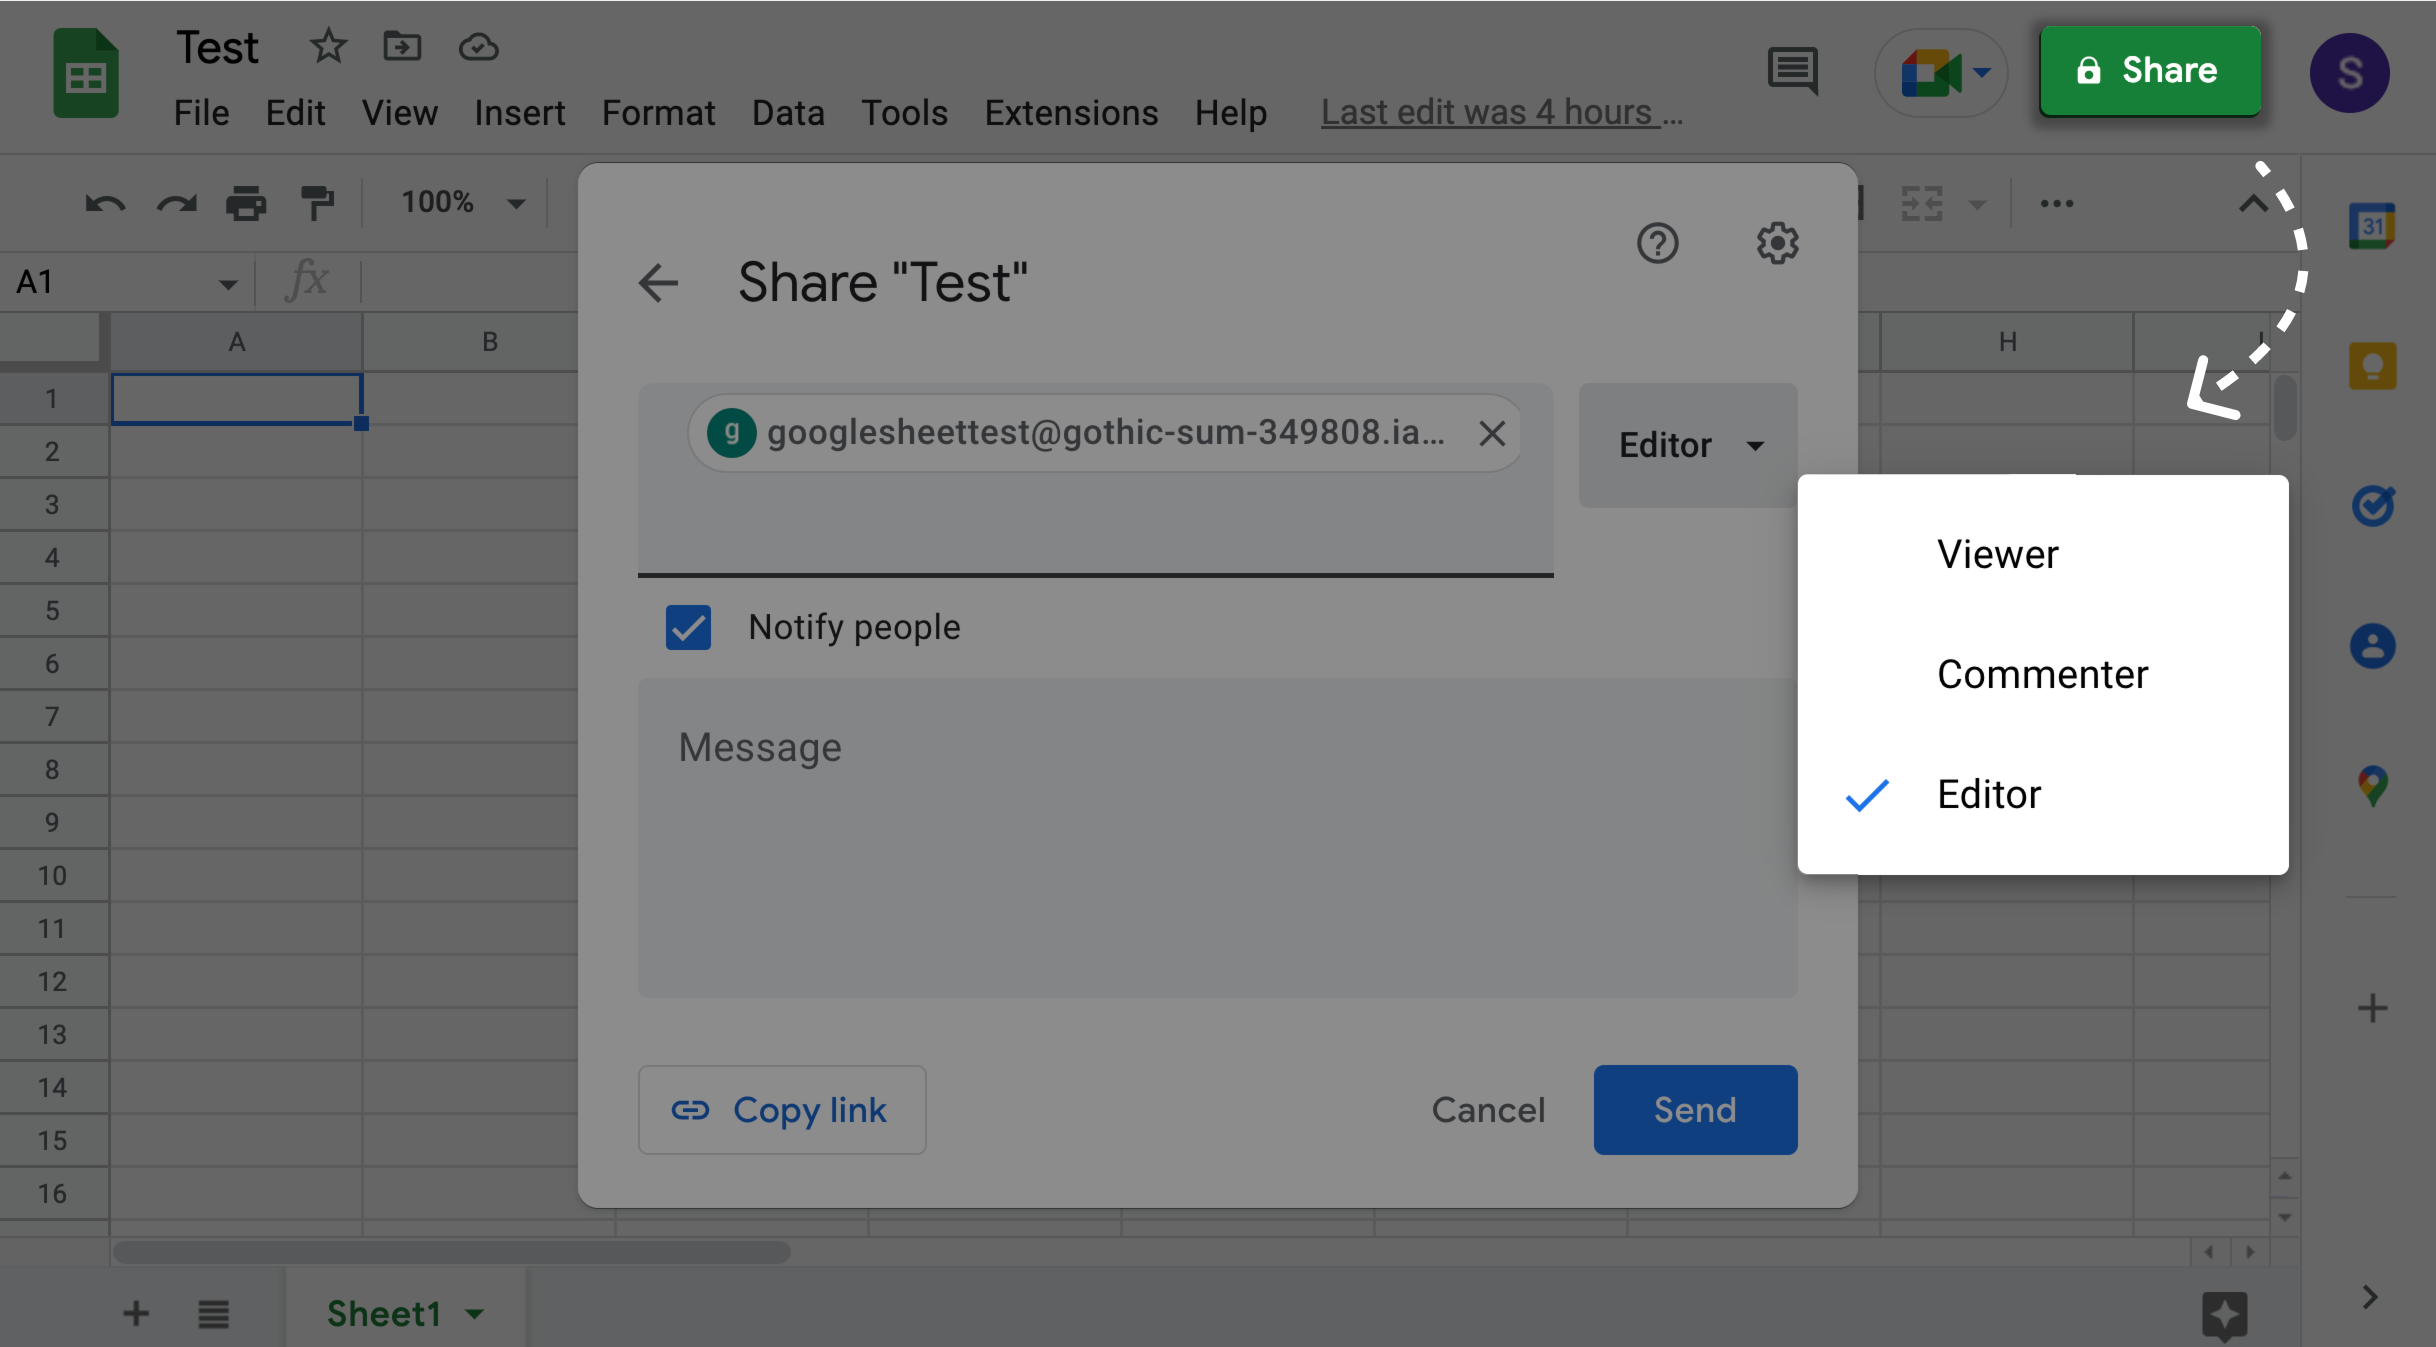 Test
File Edit View Insert Format Data Tools Extensions Help Last edit was 4 hours ...
Share
S
100%
31
A1
fx
Share "Test"
A B H
1
2
3
4
5
6
7
8
9
10
11
12
13
14
15
16
g googlesheettest@gothic-sum-349808.ia...
Editor
Viewer
Commenter
Editor
Notify people
Message
Copy link
Cancel
Send
Sheet1